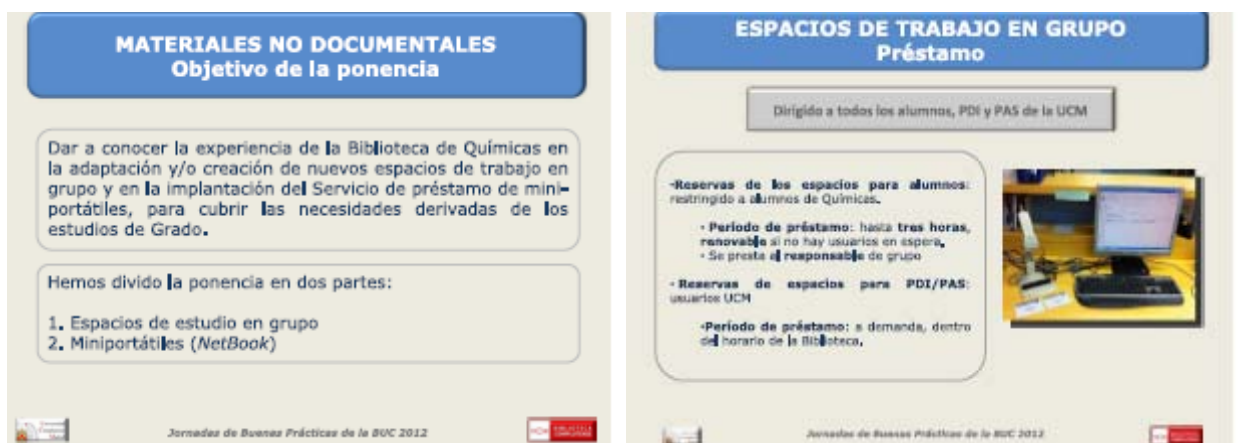 MATERIALES NO DOCUMENTALES
Objetivo de la ponencia
Dar a conocer la experiencia de la Biblioteca de Químicas en
la adaptación y/o creación de nuevos espacios de trabajo en
grupo y en la implantación del Servicio de préstamo de mini-
portátiles, para cubrir las necesidades derivadas de los
estudios de Grado.
Hemos divido la ponencia en dos partes:
1. Espacios de estudio en grupo
2. Miniportátiles (NetBook)
Jornadas de Buenas Prácticas de la BUC 2012
ESPACIOS DE TRABAJO EN GRUPO
Préstamo
Dirigido a todos los alumnos, PDI y PAS de la UCM
•Reservas de los espacios para alumnos:
restringido a alumnos de Químicas.
• Período de préstamo: hasta tres horas,
renovable si no hay usuarios en espera.
• Se presta al responsable de grupo
• Reservas de espacios para PDI/PAS:
usuarios UCM
•Período de préstamo: a demanda, dentro
del horario de la Biblioteca.
Jornadas de Buenas Prácticas de la BUC 2012